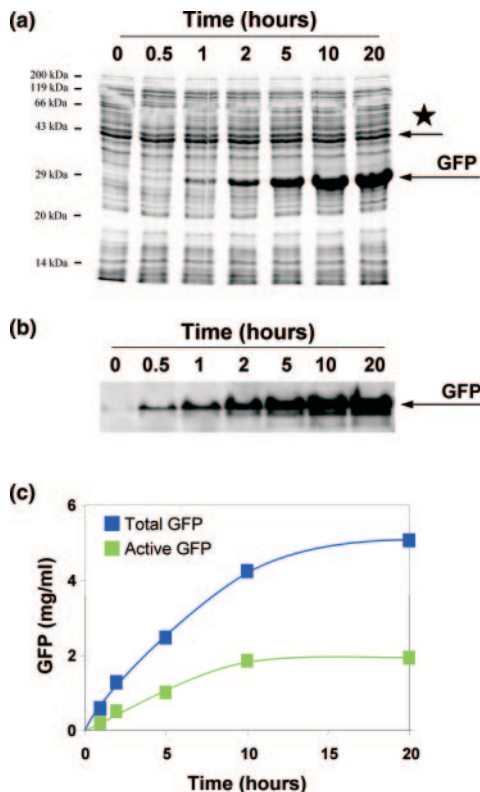 (a)
Time (hours)
0 0.5 1 2 5 10 20
200 kDa
119 kDa
66 kDa
43 kDa
29 kDa
GFP
20 kDa
14 kDa
(b)
Time (hours)
0 0.5 1 2 5 10 20
GFP
(c)
6
Total GFP
Active GFP
4
GFP (mg/ml)
2
0
0 5 10 15 20
Time (hours)